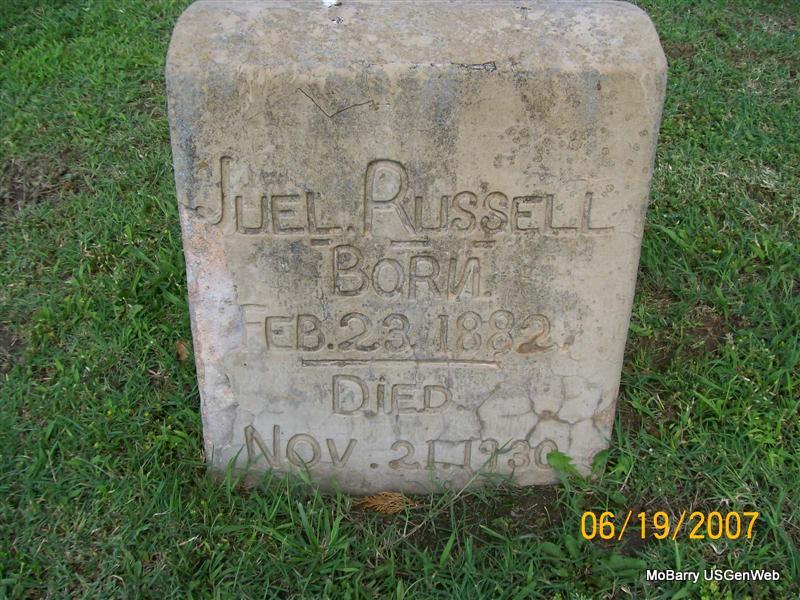 JUEL. RUSSELL
BORN.
FEB. 23. 1882.
DIED.
NOV. 21. 1930
06/19/2007
MoBarry USGenWeb